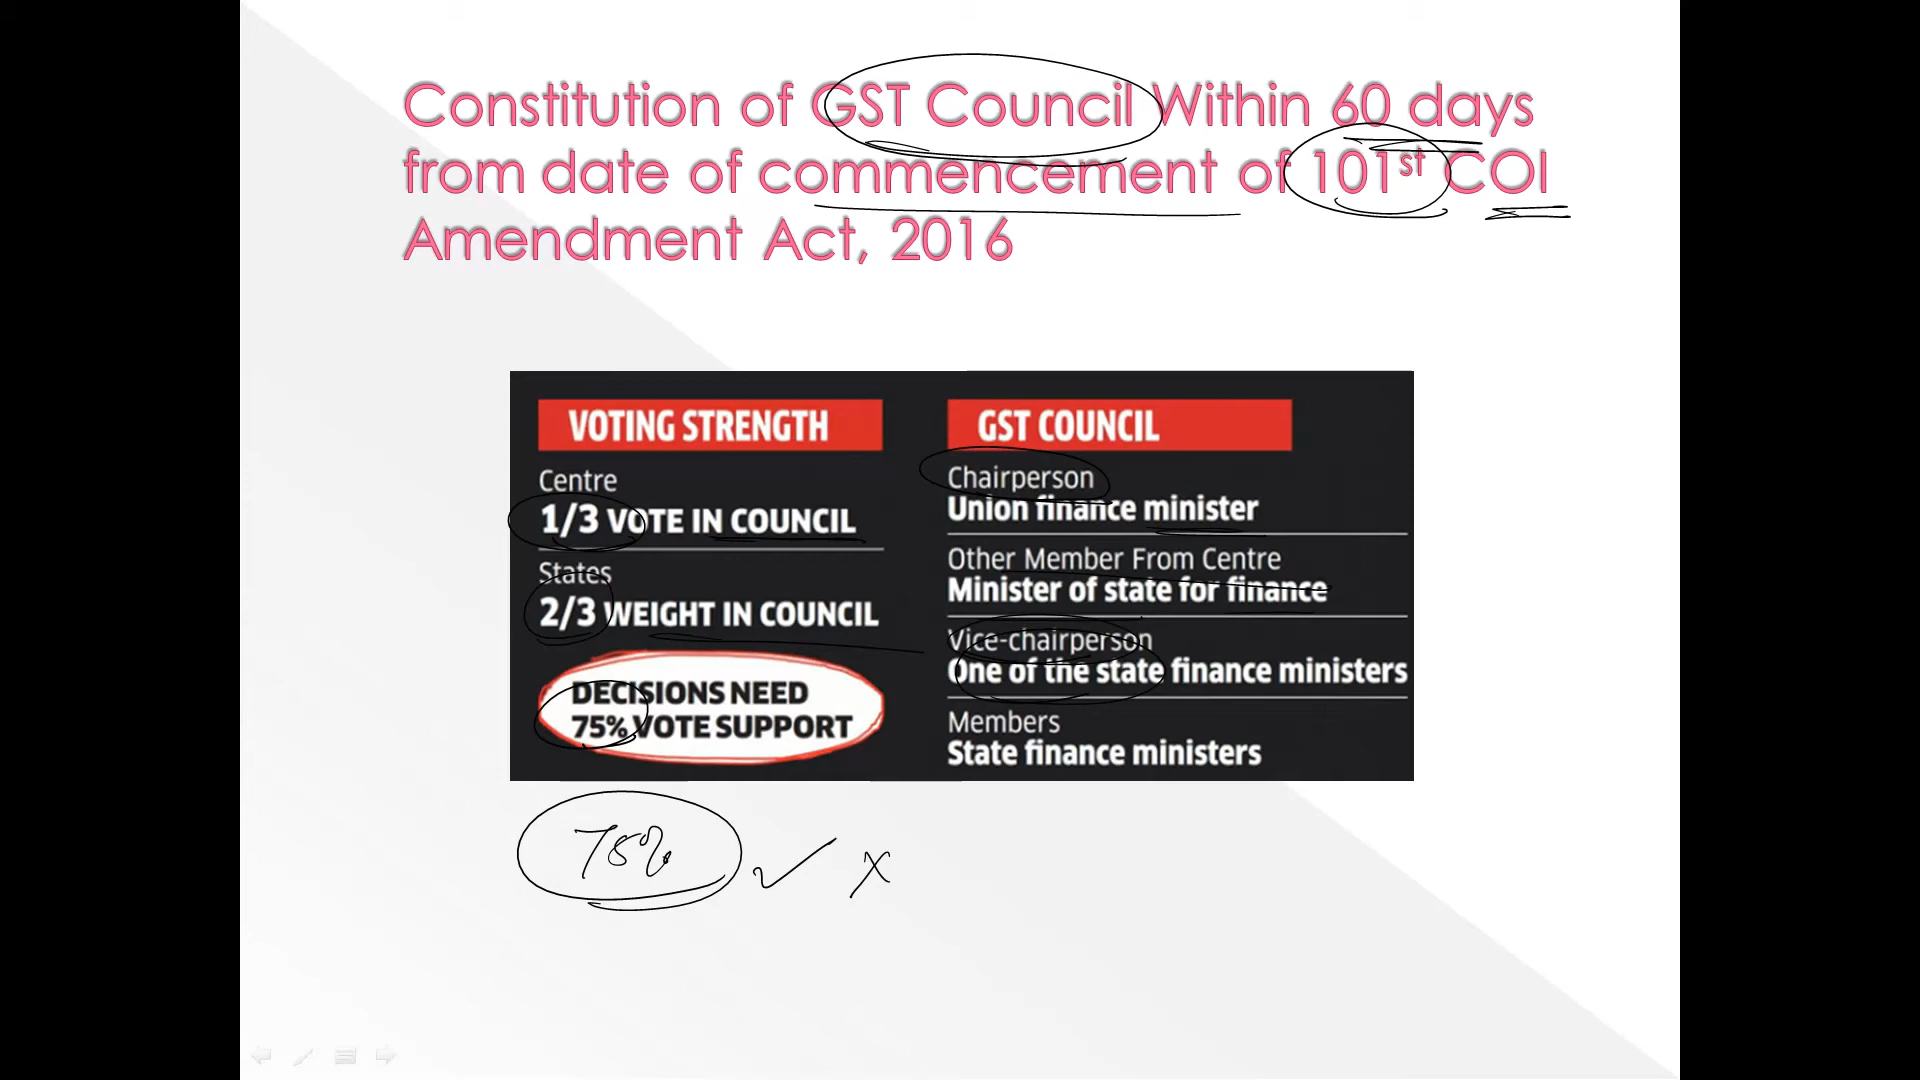 Constitution of GST Council Within 60 days
from date of commencement of 101st COI
Amendment Act, 2016
VOTING STRENGTH
Centre
1/3 VOTE IN COUNCIL
States
2/3 WEIGHT IN COUNCIL
DECISIONS NEED
75% VOTE SUPPORT
GST COUNCIL
Chairperson
Union finance minister
Other Member From Centre
Minister of state for finance
Vice-chairperson
One of the state finance ministers
Members
State finance ministers
75% ✓ X